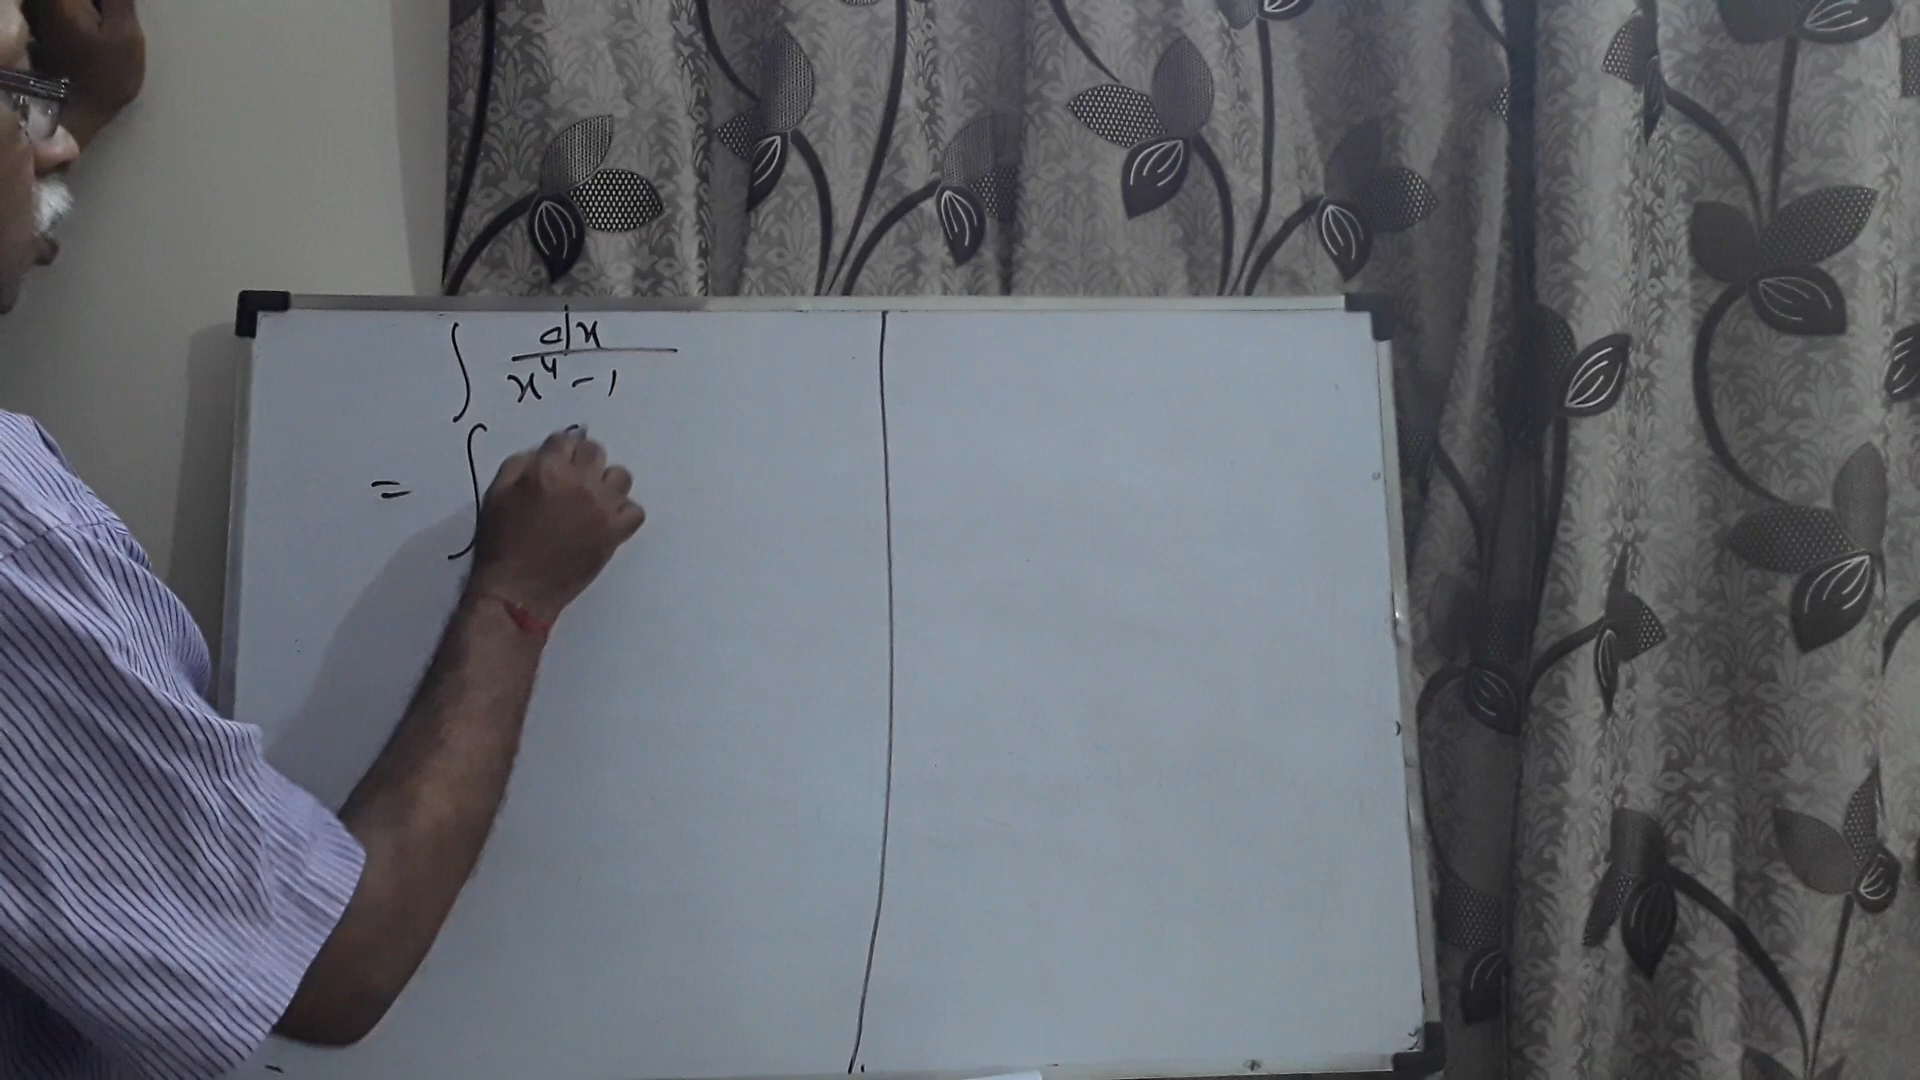 ∫ dx / x⁴ - 1
= ∫